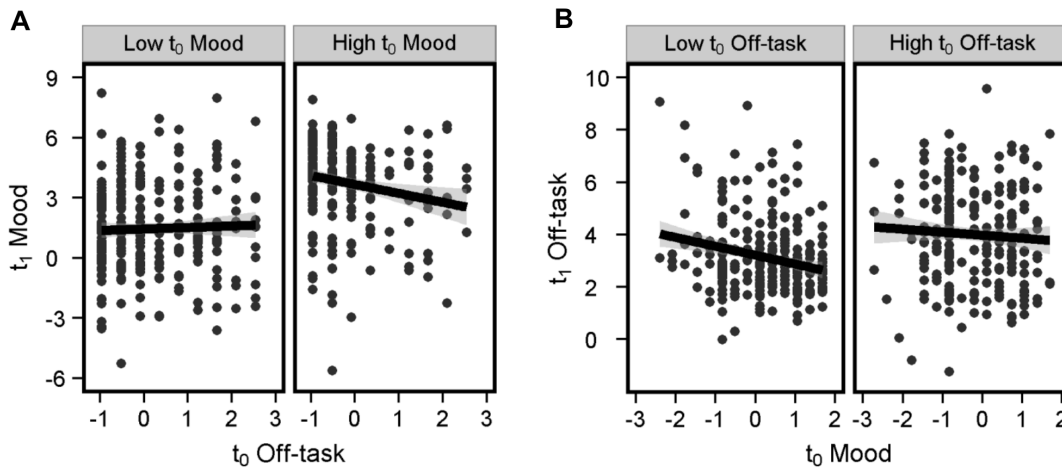 A
Low t₀ Mood
High t₀ Mood
t₁ Mood
9
6
3
0
-3
-6
-1 0 1 2 3
-1 0 1 2 3
t₀ Off-task
B
Low t₀ Off-task
High t₀ Off-task
t₁ Off-task
10
8
6
4
2
0
-3 -2 -1 0 1 2
-3 -2 -1 0 1 2
t₀ Mood